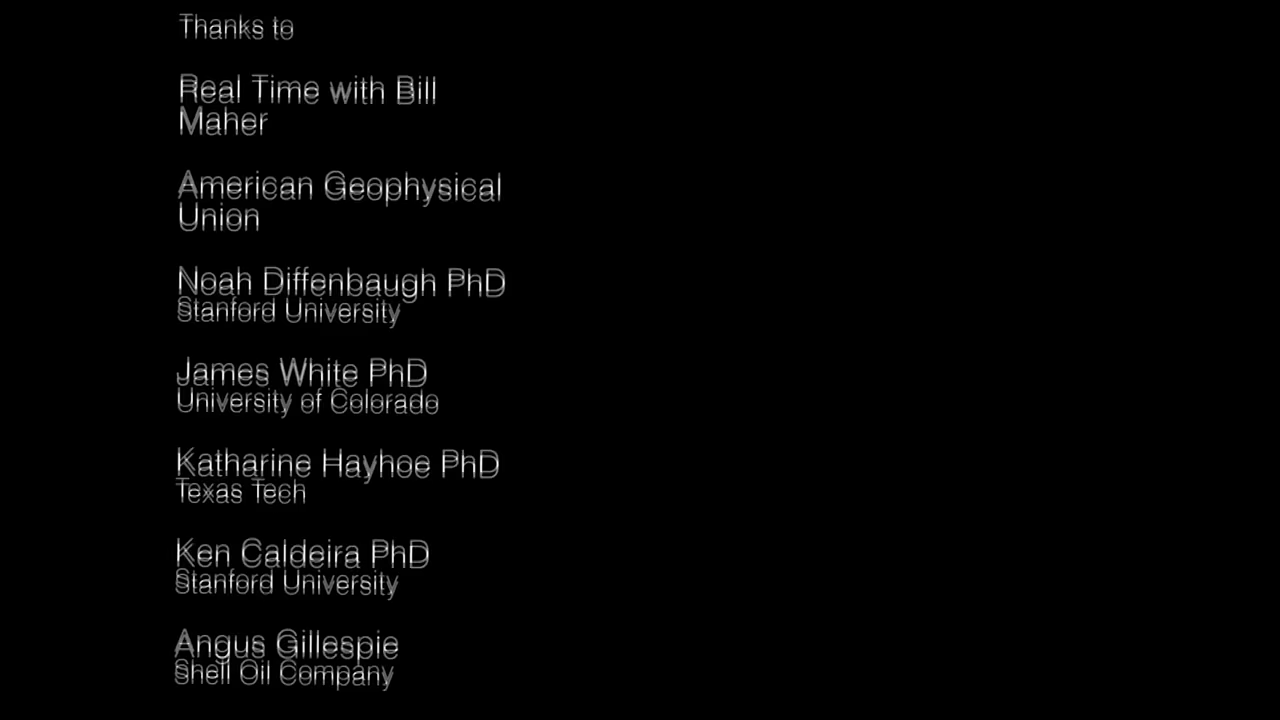 Thanks to
Real Time with Bill
Maher
American Geophysical
Union
Noah Diffenbaugh PhD
Stanford University
James White PhD
University of Colorado
Katharine Hayhoe PhD
Texas Tech
Ken Caldeira PhD
Stanford University
Angus Gillespie
Shell Oil Company